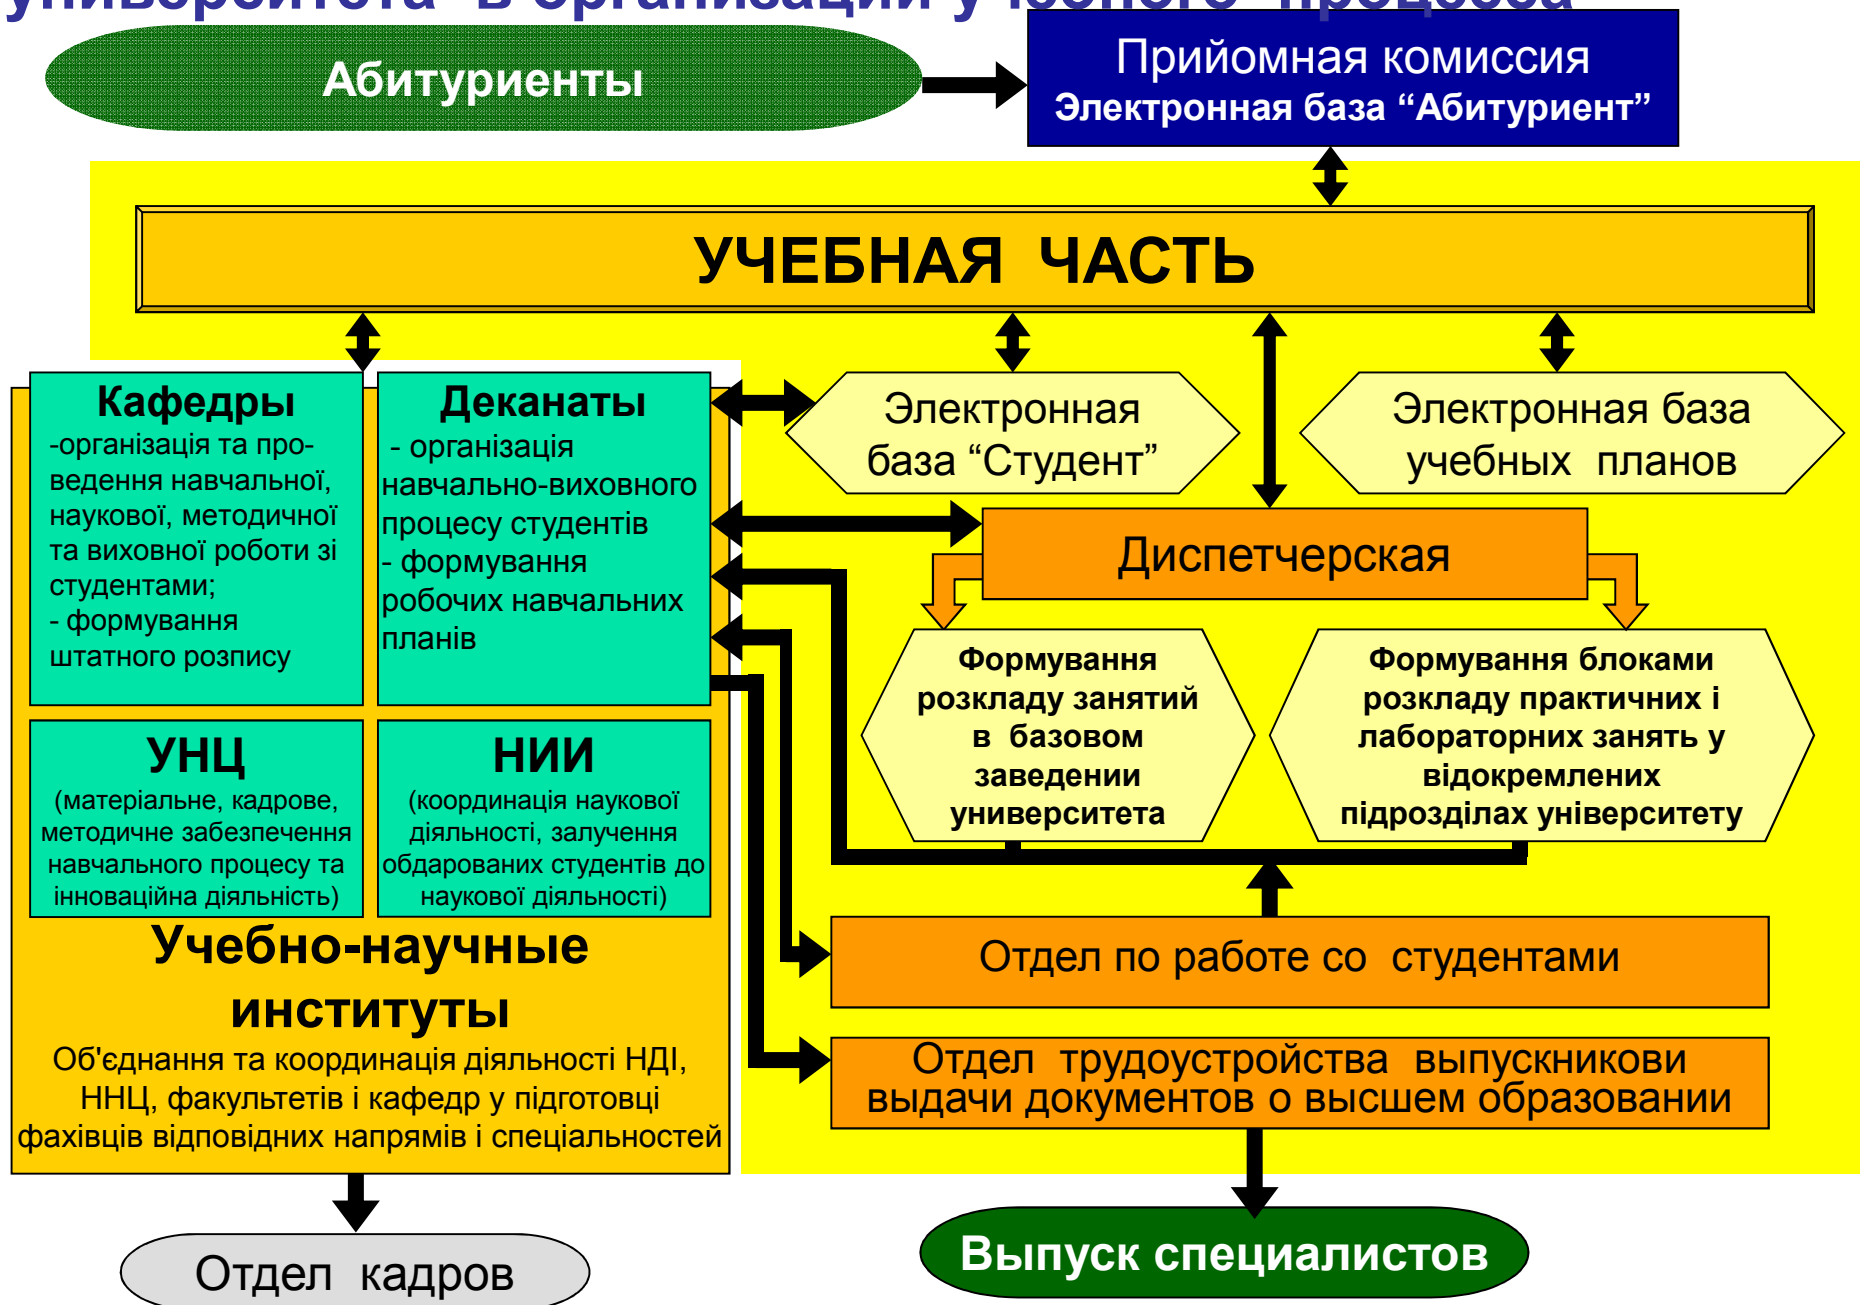 университета в организации учебного процесса
Абитуриенты
Прийомная комиссия
Электронная база “Абитуриент”
УЧЕБНАЯ ЧАСТЬ
Кафедры
-організація та про-
ведення навчальної,
наукової, методичної
та виховної роботи зі
студентами;
- формування
штатного розпису
Деканаты
- організація
навчально-виховного
процесу студентів
- формування
робочих навчальних
планів
Электронная
база “Студент”
Электронная база
учебных планов
Диспетчерская
Формування
розкладу занятий
в базовом
заведении
университета
Формування блоками
розкладу практичних і
лабораторних занять у
відокремлених
підрозділах університету
УНЦ
(матеріальне, кадрове,
методичне забезпечення
навчального процесу та
інноваційна діяльність)
НИИ
(координація наукової
діяльності, залучення
обдарованих студентів до
наукової діяльності)
Учебно-научные
институты
Об'єднання та координація діяльності НДІ,
ННЦ, факультетів і кафедр у підготовці
фахівців відповідних напрямів і спеціальностей
Отдел по работе со студентами
Отдел трудоустройства выпускникови
выдачи документов о высшем образовании
Отдел кадров
Выпуск специалистов